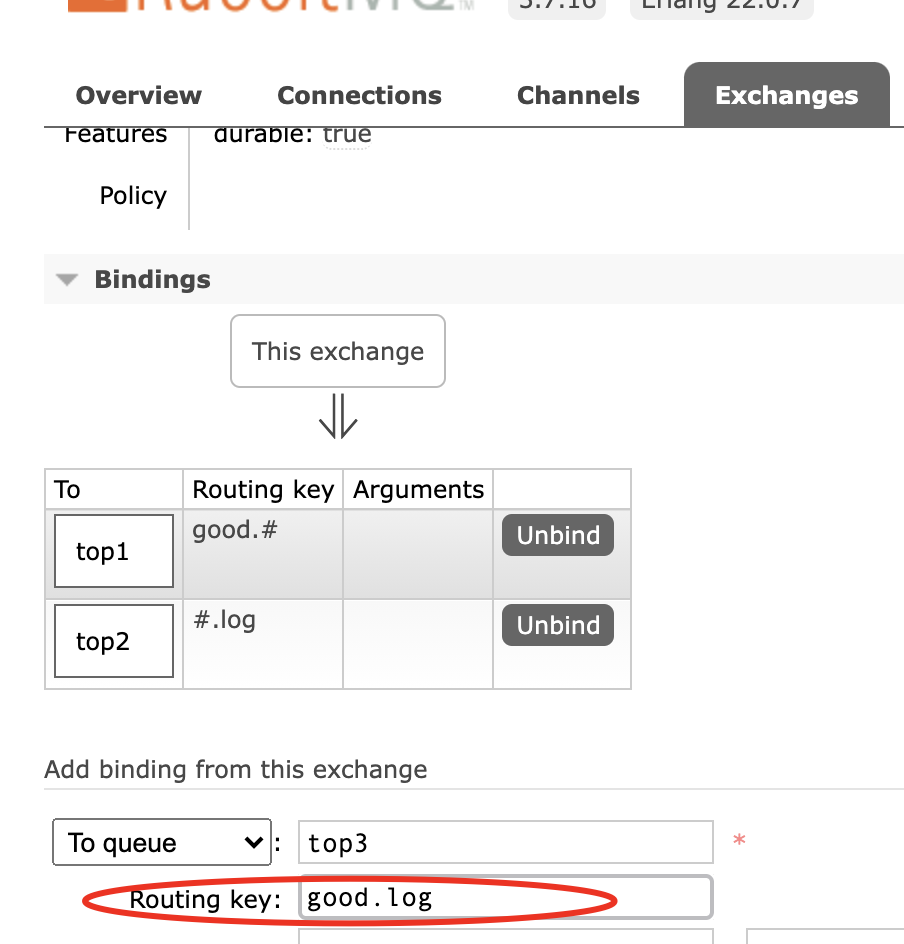 RabbitMQ TM 3.7.16 Erlang 22.0.7
Overview Connections Channels Exchanges
Features durable: true
Policy
Bindings
This exchange
To Routing key Arguments
top1 good.# Unbind
top2 #.log Unbind
Add binding from this exchange
To queue : top3 *
Routing key: good.log